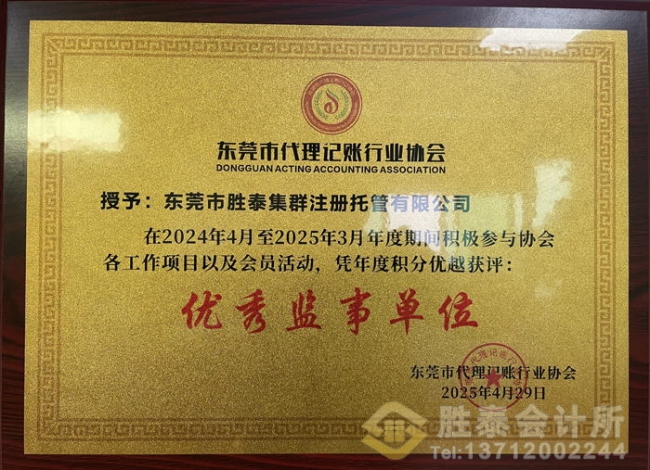 东莞市代理记账行业协会
DONGGUAN ACTING ACCOUNTING ASSOCIATION
授予：东莞市胜泰集群注册托管有限公司
在2024年4月至2025年3月年度期间积极参与协会
各工作项目以及会员活动，凭年度积分优越获评：
优秀监事单位
东莞市代理记账行业协会
2025年4月29日
胜泰会计所
Tel:13712002244